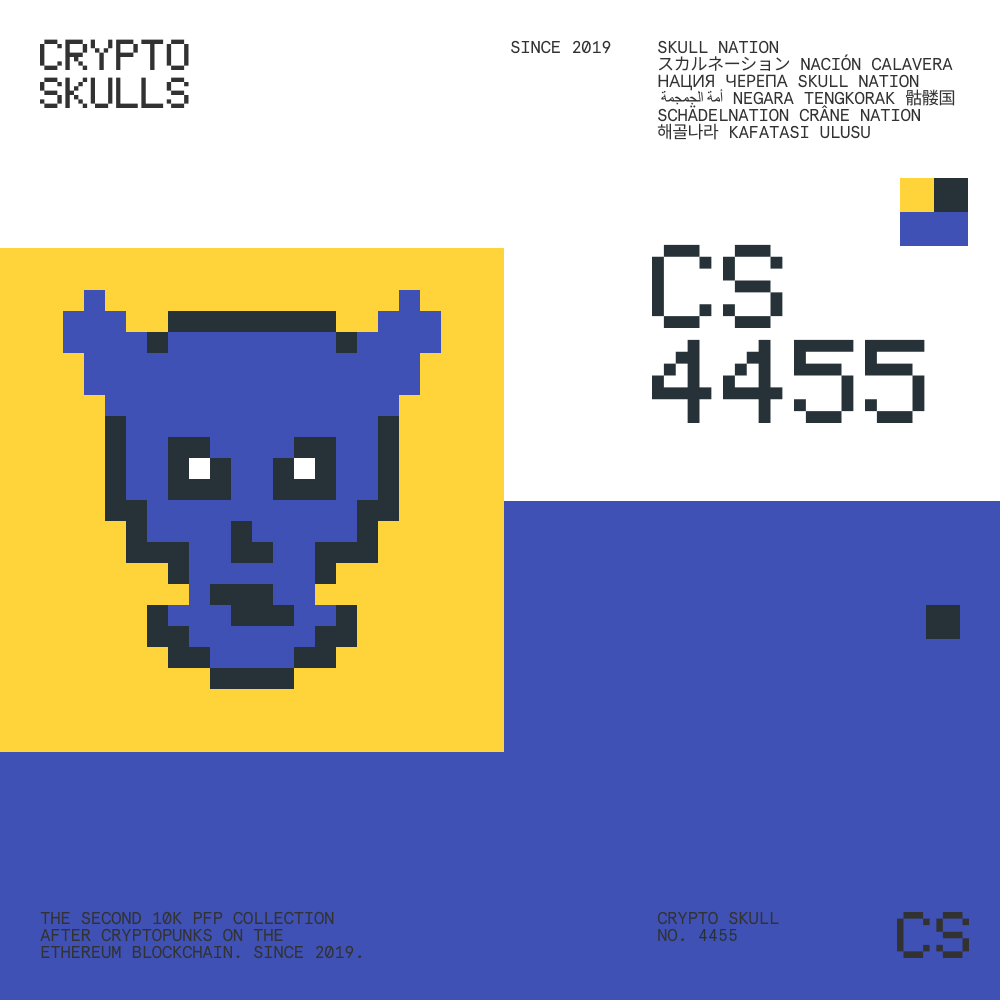 CRYPTO
SKULLS
SINCE 2019
SKULL NATION
スカルネーション NACIÓN CALAVERA
НАЦИЯ ЧЕРЕПА SKULL NATION
أمة الجمجمة NEGARA TENGKORAK 骷髅国
SCHÄDELNATION CRÂNE NATION
해골나라 KAFATASI ULUSU
CS
4455
THE SECOND 10K PFP COLLECTION
AFTER CRYPTOPUNKS ON THE
ETHEREUM BLOCKCHAIN. SINCE 2019.
CRYPTO SKULL
NO. 4455
CS